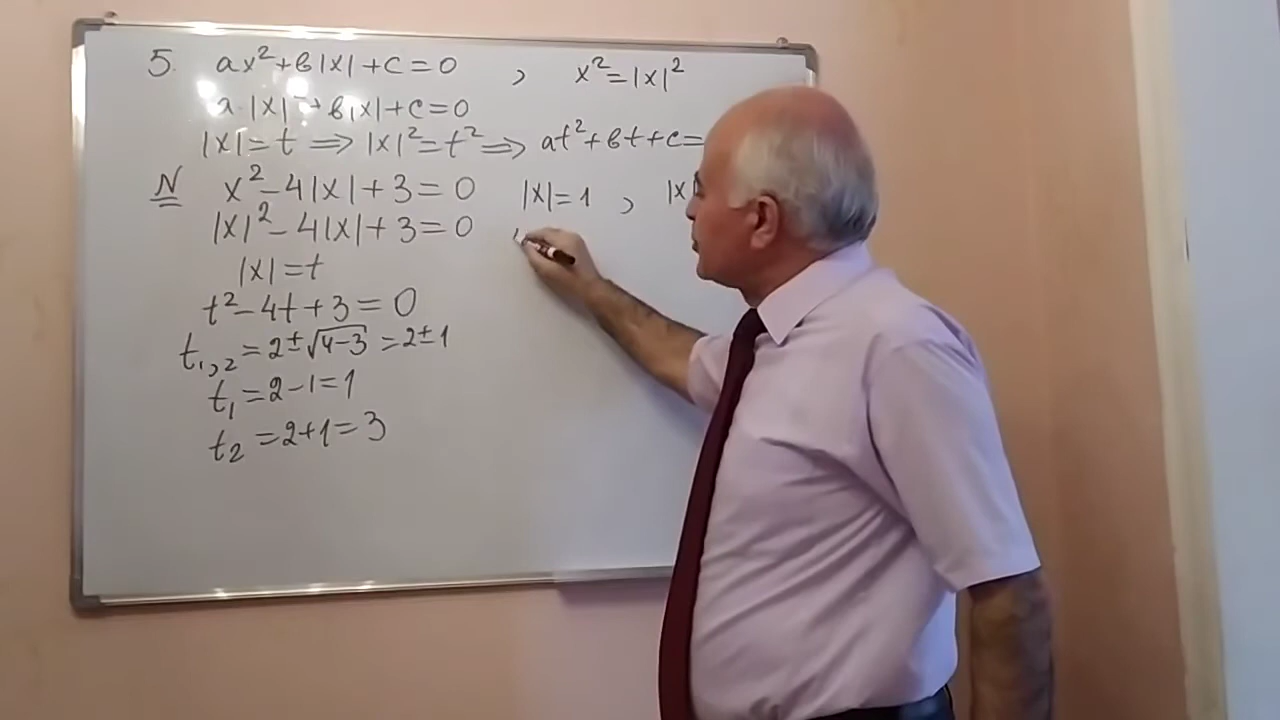 5. ax²+в|x|+c=0 , x²=|x|²
a·|x|²+в|x|+c=0
|x|=t ⟹ |x|²=t² ⟹ at²+вt+c=
N x²-4|x|+3=0 |x|=1 , |x
|x|²-4|x|+3=0
|x|=t
t²-4t+3=0
t₁,₂=2±√4-3=2±1
t₁=2-1=1
t₂=2+1=3